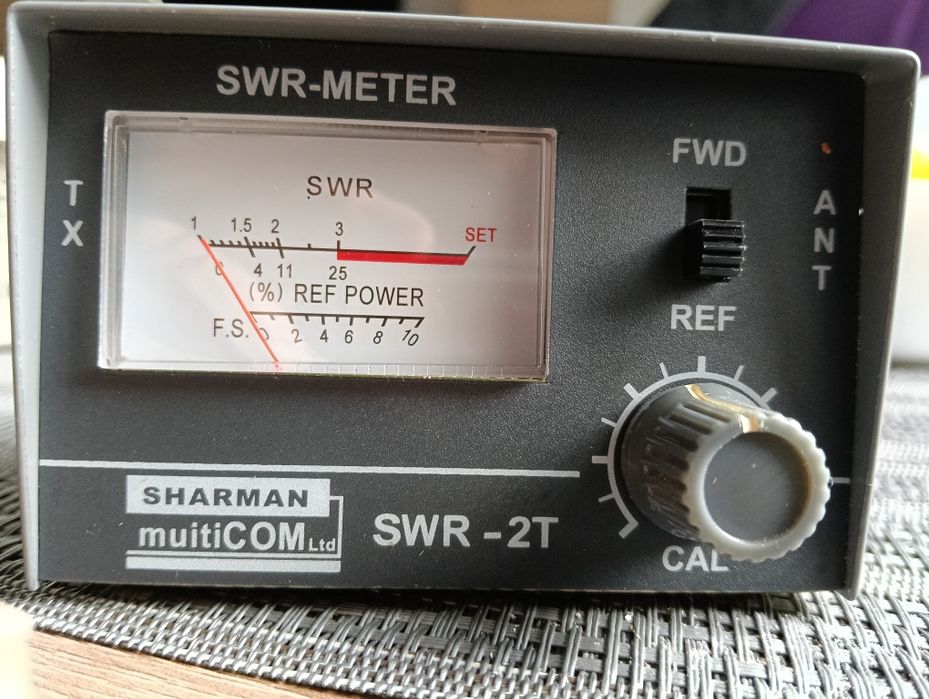 SWR-METER
TX
SWR
1 1.5 2 3 SET
0 4 11 25
(%) REF POWER
F.S. 0 2 4 6 8 10
FWD
REF
ANT
SHARMAN
muitiCOM Ltd
SWR -2T
CAL